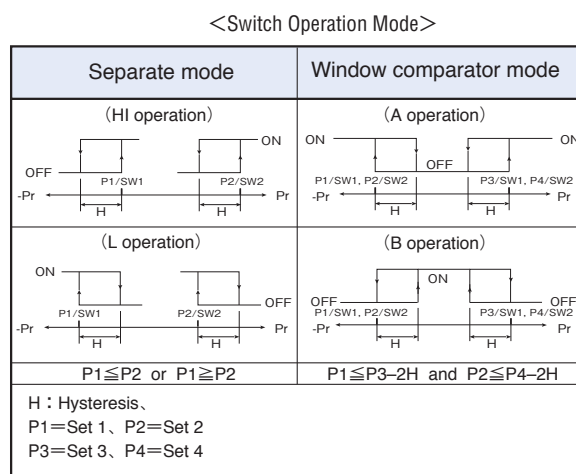 <Switch Operation Mode>
Separate mode
Window comparator mode
(HI operation)
ON
OFF
P1/SW1
P2/SW2
-Pr
Pr
H
H
(A operation)
ON
ON
OFF
P1/SW1, P2/SW2
P3/SW1, P4/SW2
-Pr
Pr
H
H
(L operation)
ON
OFF
P1/SW1
P2/SW2
-Pr
Pr
H
H
(B operation)
ON
OFF
OFF
P1/SW1, P2/SW2
P3/SW1, P4/SW2
-Pr
Pr
H
H
P1≦P2 or P1≧P2
P1≦P3–2H and P2≦P4–2H
H：Hysteresis、
P1＝Set 1、P2＝Set 2
P3＝Set 3、P4＝Set 4